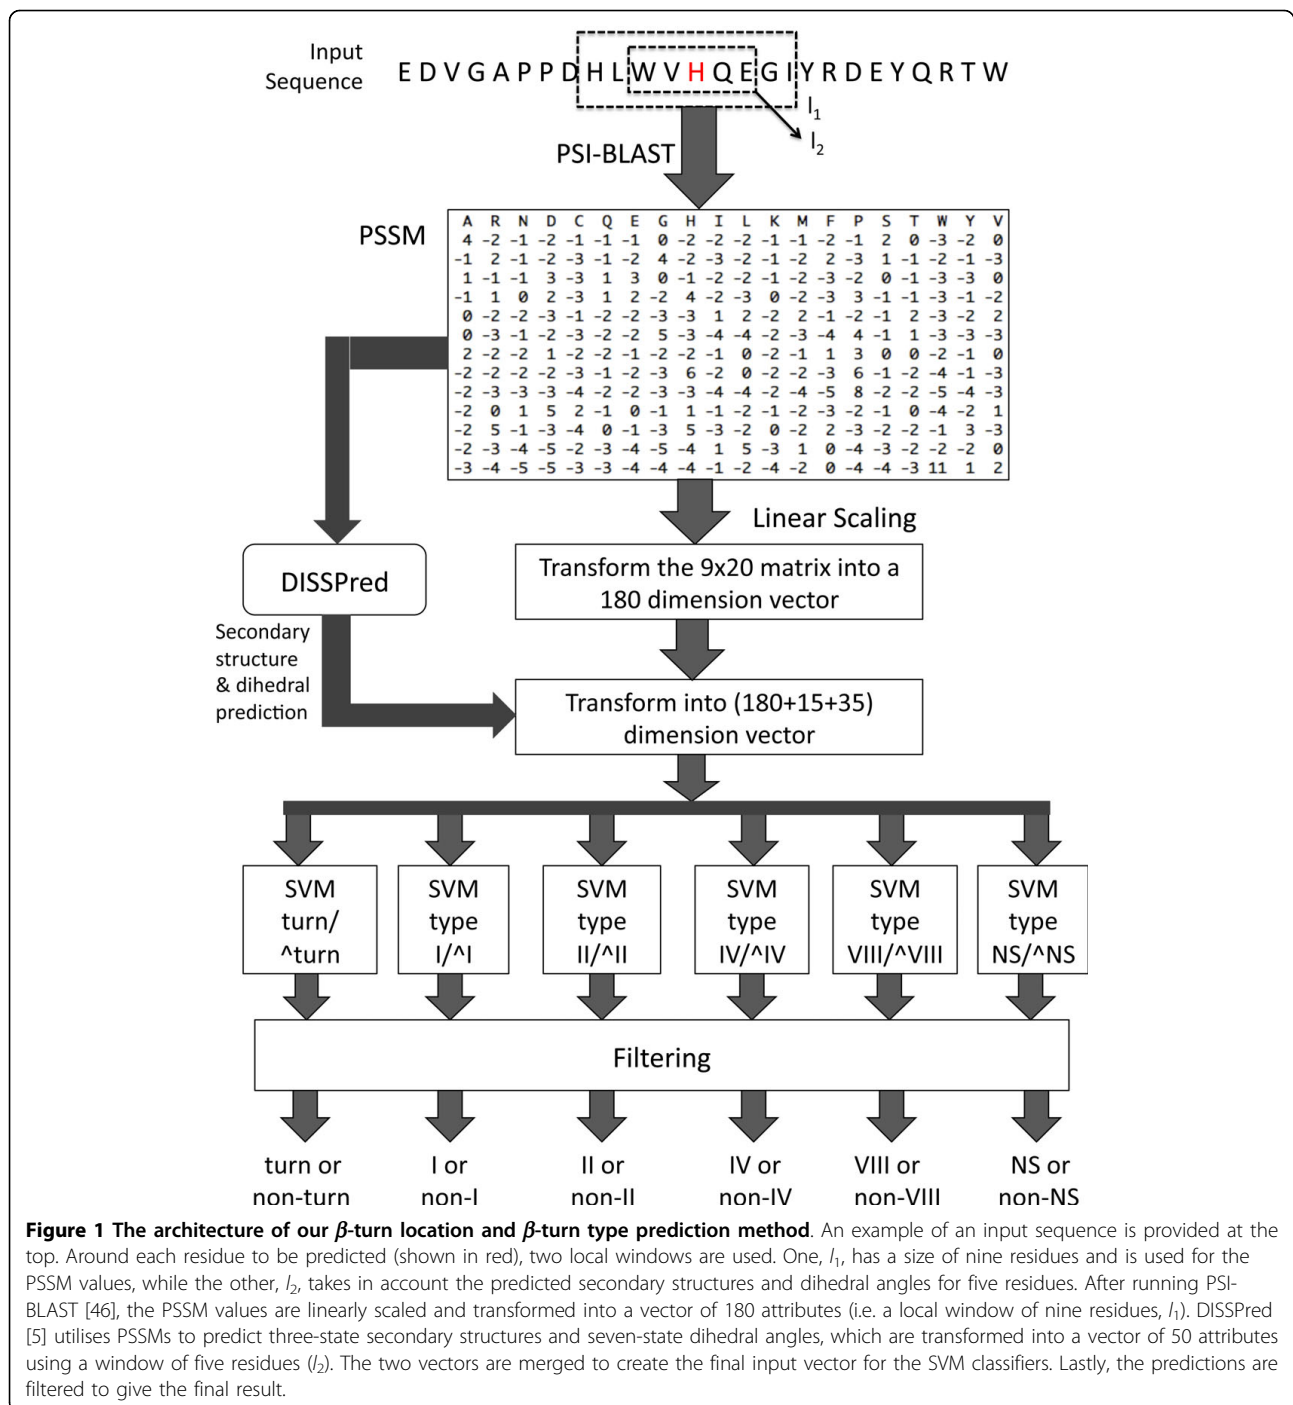 Input
Sequence
E D V G A P P D H L W V H Q E G I Y R D E Y Q R T W
l1
l2
PSI-BLAST
PSSM
A R N D C Q E G H I L K M F P S T W Y V
4 -2 -1 -2 -1 -1 -1 0 -2 -2 -2 -1 -1 -2 -1 2 0 -3 -2 0
-1 2 -1 -2 -3 -1 -2 4 -2 -3 -2 -1 -2 2 -3 1 -1 -2 -1 -3
1 -1 -1 3 -3 1 3 0 -1 -2 -2 -1 -2 -3 -2 0 -1 -3 -3 0
-1 1 0 2 -3 1 2 -2 4 -2 -3 0 -2 -3 3 -1 -1 -3 -1 -2
0 -2 -2 -3 -1 -2 -2 -3 -3 1 2 -2 2 -1 -2 -1 2 -3 -2 2
0 -3 -1 -2 -3 -2 -2 5 -3 -4 -4 -2 -3 -4 4 -1 1 -3 -3 -3
2 -2 -2 1 -2 -2 -1 -2 -2 -1 0 -2 -1 1 3 0 0 -2 -1 0
-2 -2 -2 -2 -3 -1 -2 -3 6 -2 0 -2 -2 -3 6 -1 -2 -4 -1 -3
-2 -3 -3 -3 -4 -2 -2 -3 -3 -4 -4 -2 -4 -5 8 -2 -2 -5 -4 -3
-2 0 1 5 2 -1 0 -1 1 -1 -2 -1 -2 -3 -2 -1 0 -4 -2 1
-2 5 -1 -3 -4 0 -1 -3 5 -3 -2 0 -2 2 -3 -2 -2 -1 3 -3
-2 -3 -4 -5 -2 -3 -4 -5 -4 1 5 -3 1 0 -4 -3 -2 -2 -2 0
-3 -4 -5 -5 -3 -3 -4 -4 -4 -1 -2 -4 -2 0 -4 -4 -3 11 1 2
Linear Scaling
DISSPred
Transform the 9x20 matrix into a
180 dimension vector
Secondary
structure
& dihedral
prediction
Transform into (180+15+35)
dimension vector
SVM
turn/
^turn
SVM
type
I/^I
SVM
type
II/^II
SVM
type
IV/^IV
SVM
type
VIII/^VIII
SVM
type
NS/^NS
Filtering
turn or
non-turn
I or
non-I
II or
non-II
IV or
non-IV
VIII or
non-VIII
NS or
non-NS
Figure 1 The architecture of our β-turn location and β-turn type prediction method. An example of an input sequence is provided at the
top. Around each residue to be predicted (shown in red), two local windows are used. One, l1, has a size of nine residues and is used for the
PSSM values, while the other, l2, takes in account the predicted secondary structures and dihedral angles for five residues. After running PSI-
BLAST [46], the PSSM values are linearly scaled and transformed into a vector of 180 attributes (i.e. a local window of nine residues, l1). DISSPred
[5] utilises PSSMs to predict three-state secondary structures and seven-state dihedral angles, which are transformed into a vector of 50 attributes
using a window of five residues (l2). The two vectors are merged to create the final input vector for the SVM classifiers. Lastly, the predictions are
filtered to give the final result.